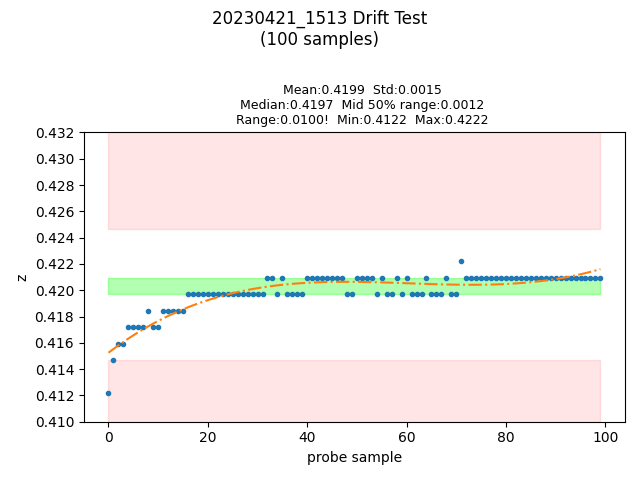 20230421_1513 Drift Test
(100 samples)
Mean:0.4199  Std:0.0015
Median:0.4197  Mid 50% range:0.0012
Range:0.0100!  Min:0.4122  Max:0.4222
0.432
0.430
0.428
0.426
0.424
0.422
0.420
0.418
0.416
0.414
0.412
0.410
z
0 20 40 60 80 100
probe sample